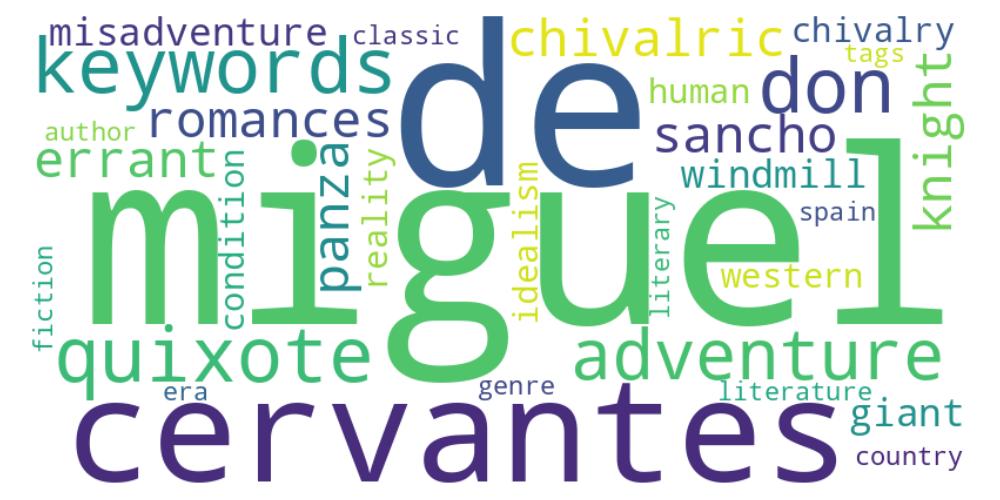 misadventure
classic
chivalric
chivalry
tags
keywords
de
human
don
knight
author
romances
sancho
errant
windmill
condition
panza
reality
idealism
miguel
literary
spain
western
fiction
quixote
adventure
era
genre
literature
cervantes
giant
country